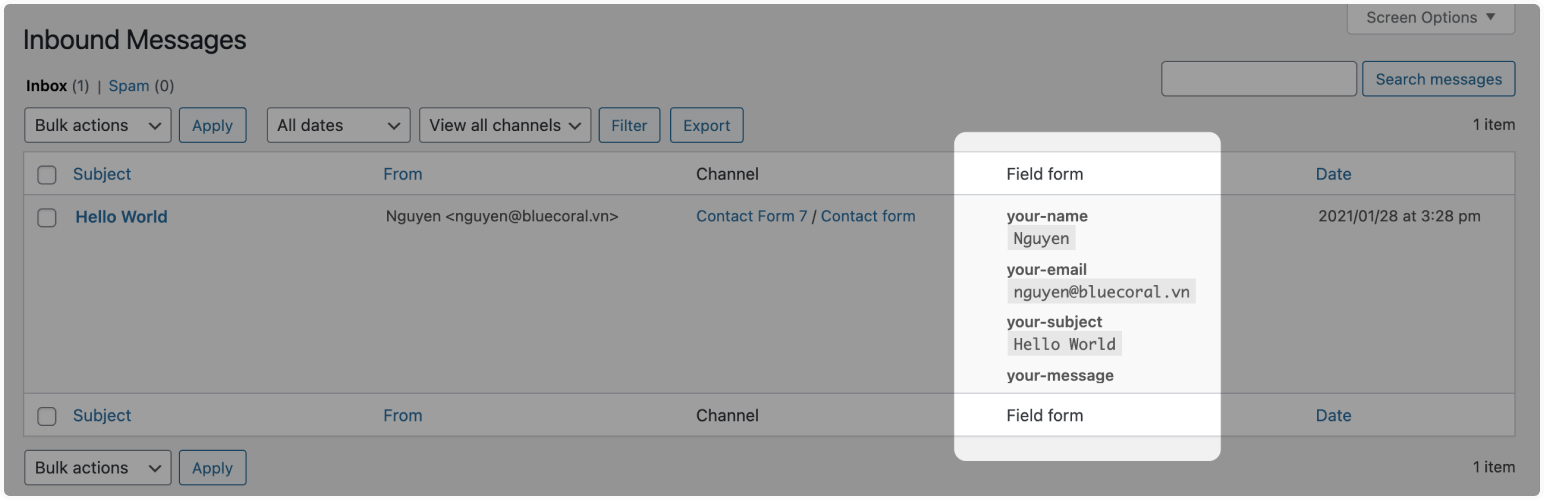 Screen Options
Inbound Messages
Inbox (1) | Spam (0)
Search messages
Bulk actions Apply All dates View all channels Filter Export 1 item
Subject From Channel Field form Date
Hello World Nguyen <nguyen@bluecoral.vn> Contact Form 7 / Contact form your-name 2021/01/28 at 3:28 pm
Nguyen
your-email
nguyen@bluecoral.vn
your-subject
Hello World
your-message
Subject From Channel Field form Date
Bulk actions Apply 1 item